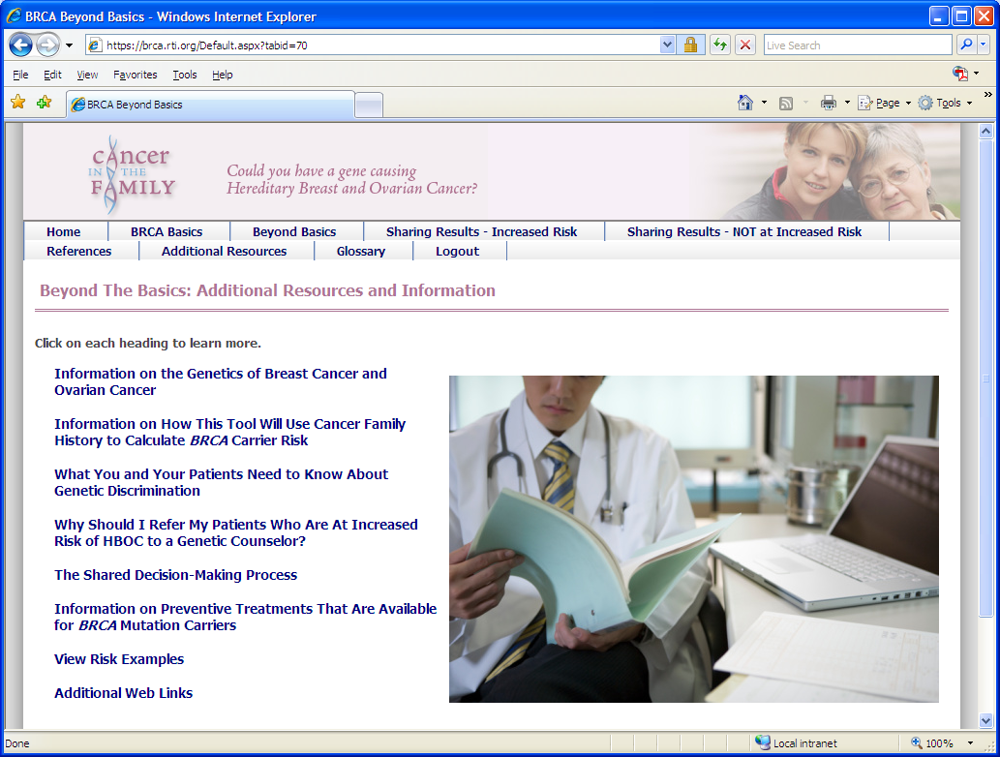 BRCA Beyond Basics - Windows Internet Explorer
https://brca.rti.org/Default.aspx?tabid=70
Live Search
File Edit View Favorites Tools Help
BRCA Beyond Basics
Page Tools »
cancer
IN THE
FAMILY
Could you have a gene causing
Hereditary Breast and Ovarian Cancer?
Home BRCA Basics Beyond Basics Sharing Results - Increased Risk Sharing Results - NOT at Increased Risk
References Additional Resources Glossary Logout
Beyond The Basics: Additional Resources and Information
Click on each heading to learn more.
Information on the Genetics of Breast Cancer and
Ovarian Cancer
Information on How This Tool Will Use Cancer Family
History to Calculate BRCA Carrier Risk
What You and Your Patients Need to Know About
Genetic Discrimination
Why Should I Refer My Patients Who Are At Increased
Risk of HBOC to a Genetic Counselor?
The Shared Decision-Making Process
Information on Preventive Treatments That Are Available
for BRCA Mutation Carriers
View Risk Examples
Additional Web Links
Done Local intranet 100%